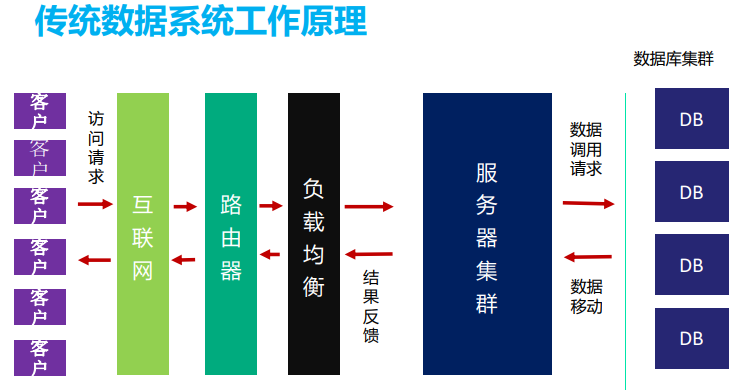 传统数据系统工作原理
数据库集群
客户
客户
客户
客户
客户
客户
访问请求
互联网
路由器
负载均衡
结果反馈
服务器集群
数据
调用
请求
数据
移动
DB
DB
DB
DB